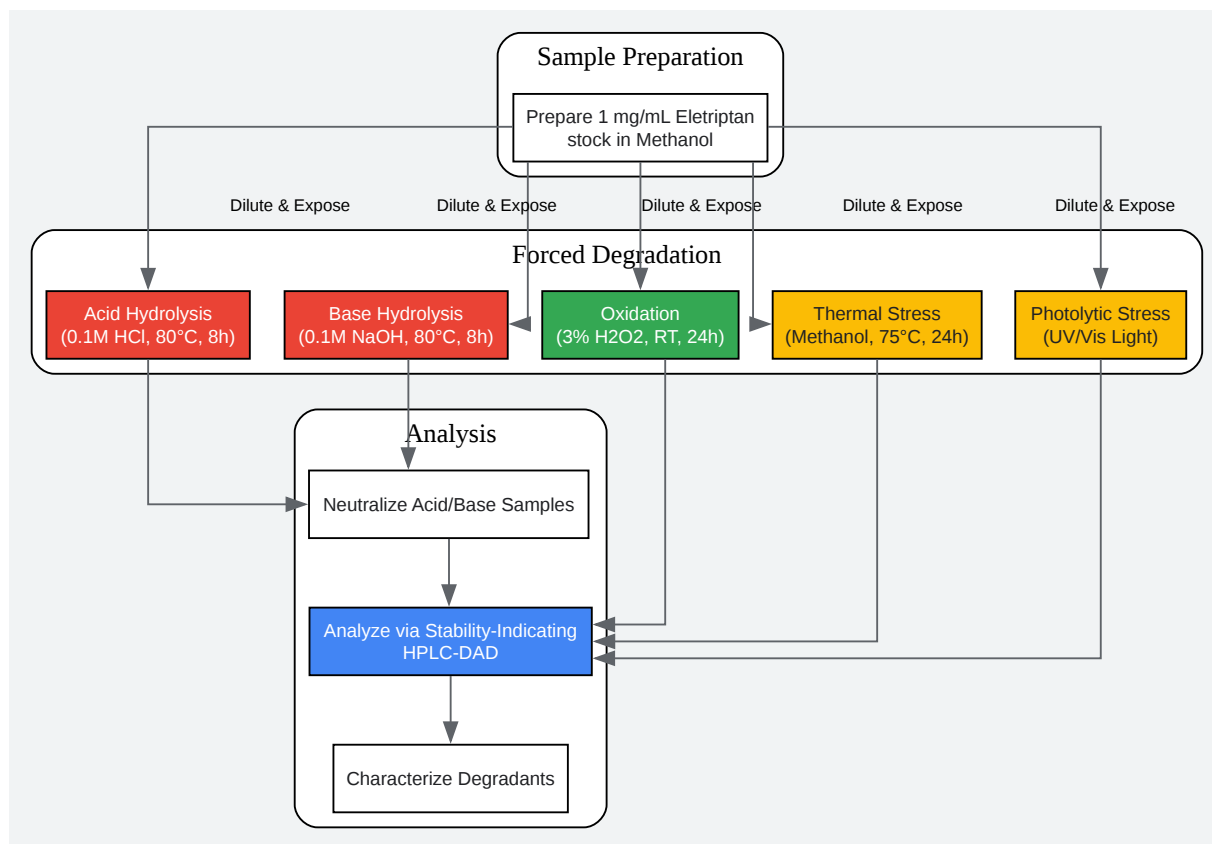 Sample Preparation
Prepare 1 mg/mL Eletriptan
stock in Methanol
Dilute & Expose
Dilute & Expose
Dilute & Expose
Dilute & Expose
Dilute & Expose
Forced Degradation
Acid Hydrolysis
(0.1M HCl, 80°C, 8h)
Base Hydrolysis
(0.1M NaOH, 80°C, 8h)
Oxidation
(3% H2O2, RT, 24h)
Thermal Stress
(Methanol, 75°C, 24h)
Photolytic Stress
(UV/Vis Light)
Analysis
Neutralize Acid/Base Samples
Analyze via Stability-Indicating
HPLC-DAD
Characterize Degradants